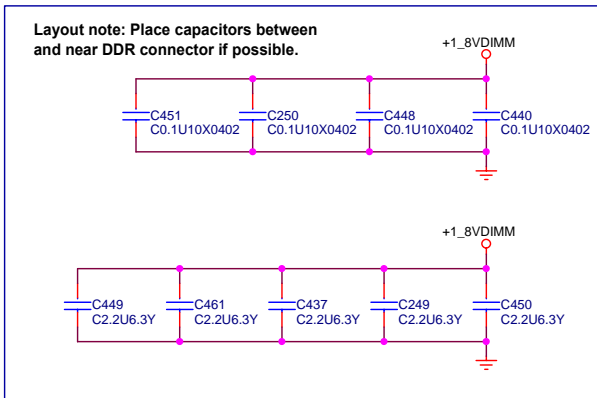 Layout note: Place capacitors between
and near DDR connector if possible.
+1_8VDIMM
C451
C0.1U10X0402
C250
C0.1U10X0402
C448
C0.1U10X0402
C440
C0.1U10X0402
+1_8VDIMM
C449
C2.2U6.3Y
C461
C2.2U6.3Y
C437
C2.2U6.3Y
C249
C2.2U6.3Y
C450
C2.2U6.3Y